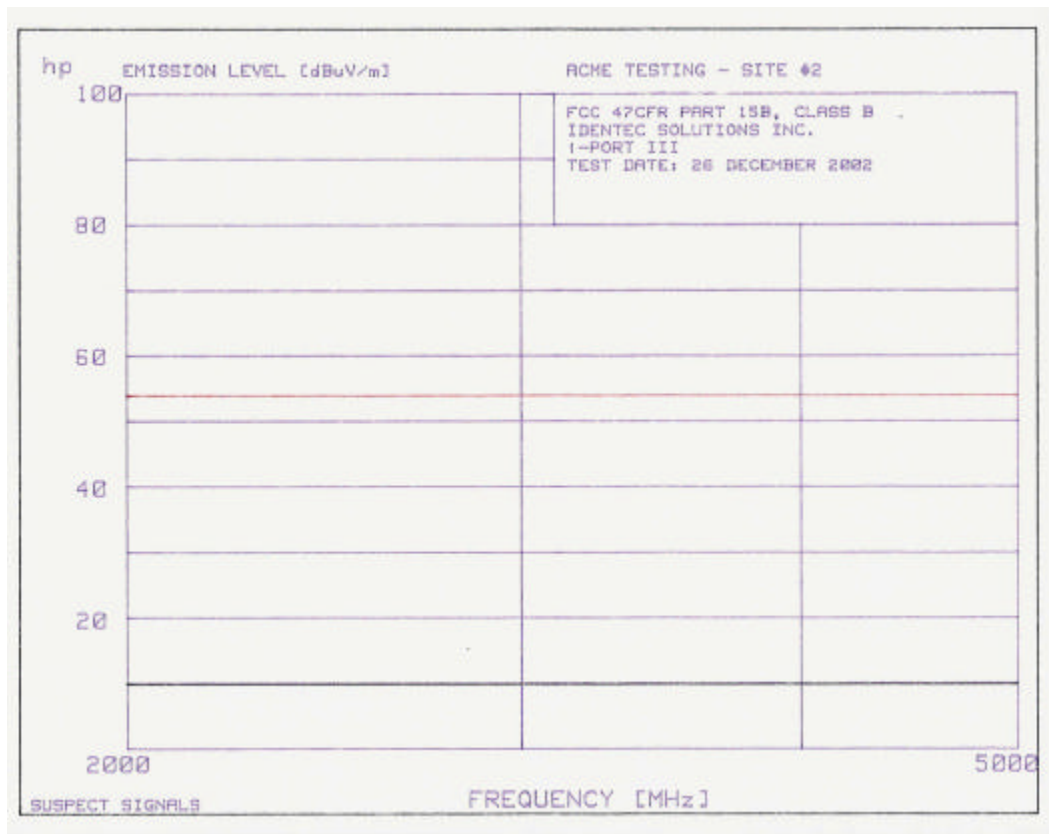 hp EMISSION LEVEL [dBuV/m] ACME TESTING - SITE #2
100
FCC 47CFR PART 15B, CLASS B
IDENTEC SOLUTIONS INC.
i-PORT III
TEST DATE: 26 DECEMBER 2002
80
60
40
20
2000 5000
SUSPECT SIGNALS FREQUENCY [MHz]